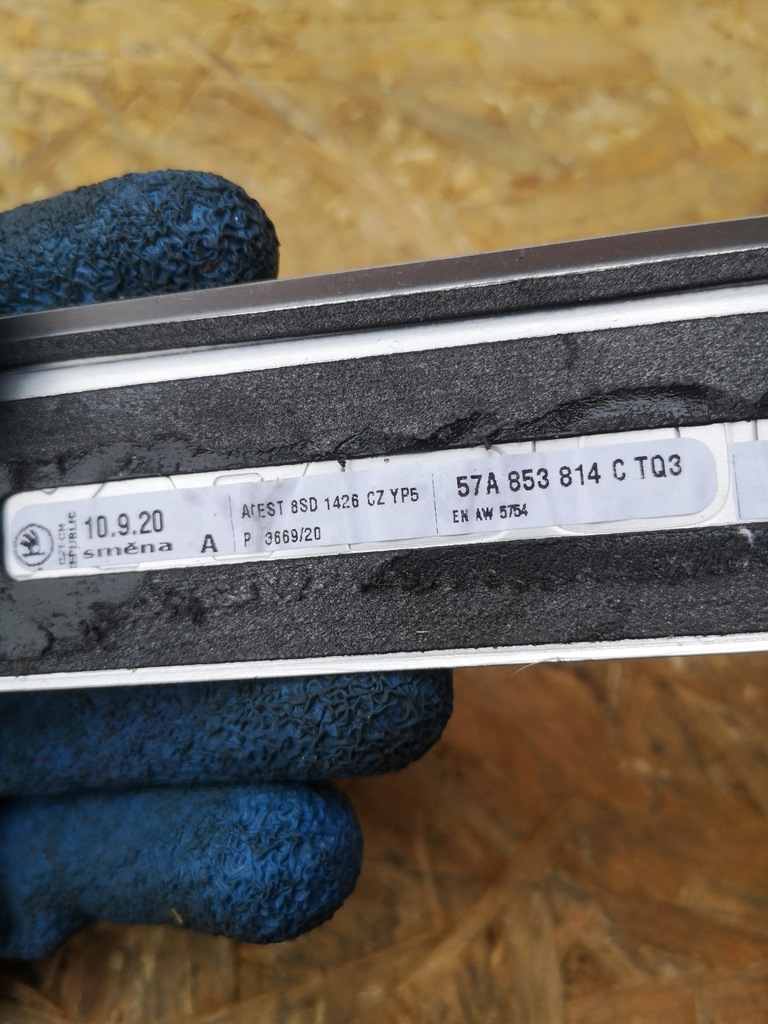 CZECH
REPUBLIC
10.9.20
směna A
ATEST 8SD 1426 CZ YP5
P 3669/20
57A 853 814 C TQ3
EN AW 5754